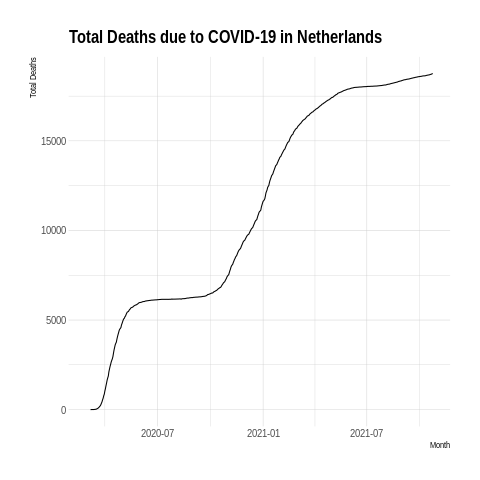 Total Deaths due to COVID-19 in Netherlands
Total Deaths
15000
10000
5000
0
2020-07 2021-01 2021-07
Month